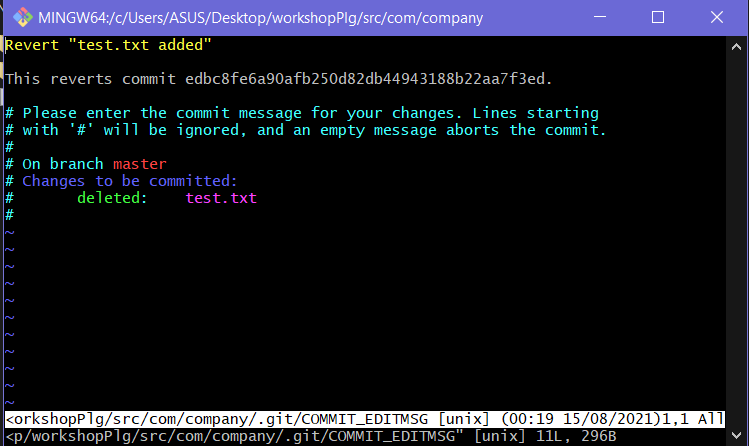 MINGW64:/c/Users/ASUS/Desktop/workshopPlg/src/com/company
Revert "test.txt added"
This reverts commit edbc8fe6a90afb250d82db44943188b22aa7f3ed.
# Please enter the commit message for your changes. Lines starting
# with '#' will be ignored, and an empty message aborts the commit.
#
# On branch master
# Changes to be committed:
#       deleted:    test.txt
#
~
~
~
~
~
~
~
~
~
~
~
<orkshopPlg/src/com/company/.git/COMMIT_EDITMSG [unix] (00:19 15/08/2021)1,1 All
<p/workshopPlg/src/com/company/.git/COMMIT_EDITMSG" [unix] 11L, 296B